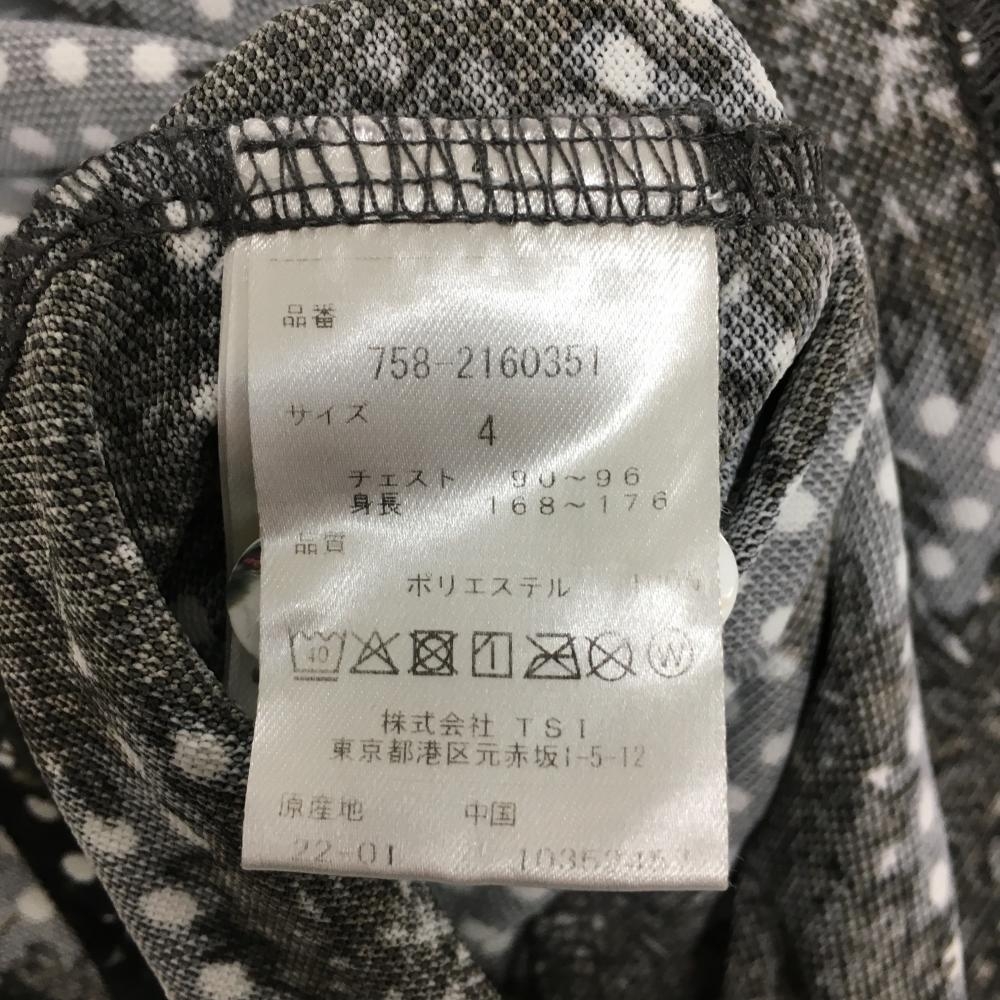 品番
758-2160351
サイズ
4
チェスト 90～96
身長 168～176
品質
ポリエステル
40
W
株式会社 TSI
東京都港区元赤坂1-5-12
原産地 中国
22-01